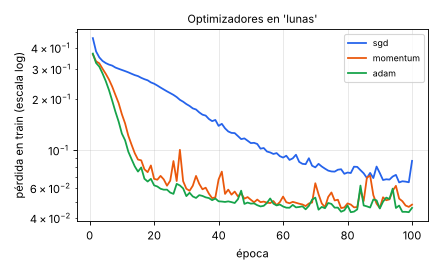 Optimizadores en 'lunas'
pérdida en train (escala log)
4 × 10⁻¹
3 × 10⁻¹
2 × 10⁻¹
10⁻¹
6 × 10⁻²
4 × 10⁻²
sgd
momentum
adam
0 20 40 60 80 100
época